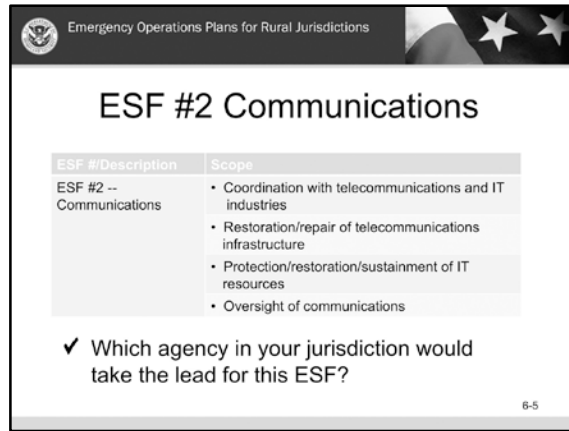 Emergency Operations Plans for Rural Jurisdictions
ESF #2 Communications
ESF #/Description Scope
ESF #2 --
Communications
• Coordination with telecommunications and IT
industries
• Restoration/repair of telecommunications
infrastructure
• Protection/restoration/sustainment of IT
resources
• Oversight of communications
✓ Which agency in your jurisdiction would
take the lead for this ESF?
6-5